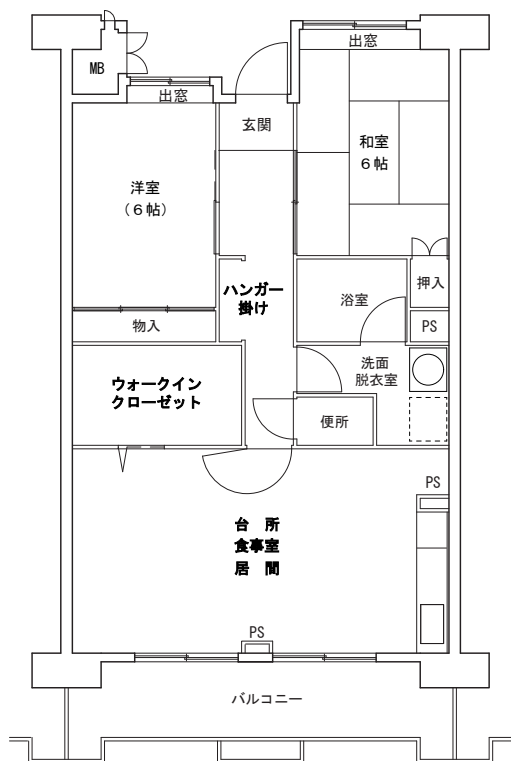 MB
出窓
出窓
玄関
和室
6帖
洋室
（6帖）
ハンガー
掛け
浴室
押入
PS
物入
洗面
脱衣室
ウォークイン
クローゼット
便所
PS
台 所
食事室
居 間
PS
バルコニー